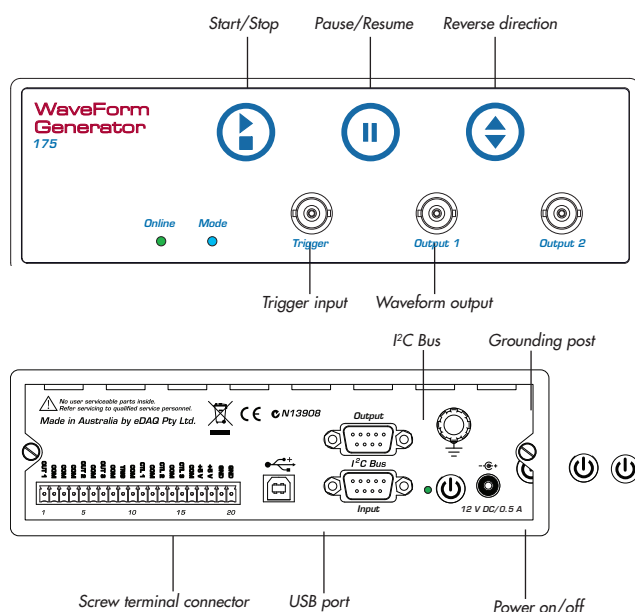 Start/Stop Pause/Resume Reverse direction
WaveForm
Generator
175
Online Mode Trigger Output 1 Output 2
Trigger input Waveform output
I²C Bus Grounding post
No user serviceable parts inside.
Refer servicing to qualified service personnel.
Made in Australia by eDAQ Pty Ltd.
CE N13908
Output
I²C Bus
Input
12 V DC/0.5 A
1 5 10 15 20
Screw terminal connector USB port Power on/off